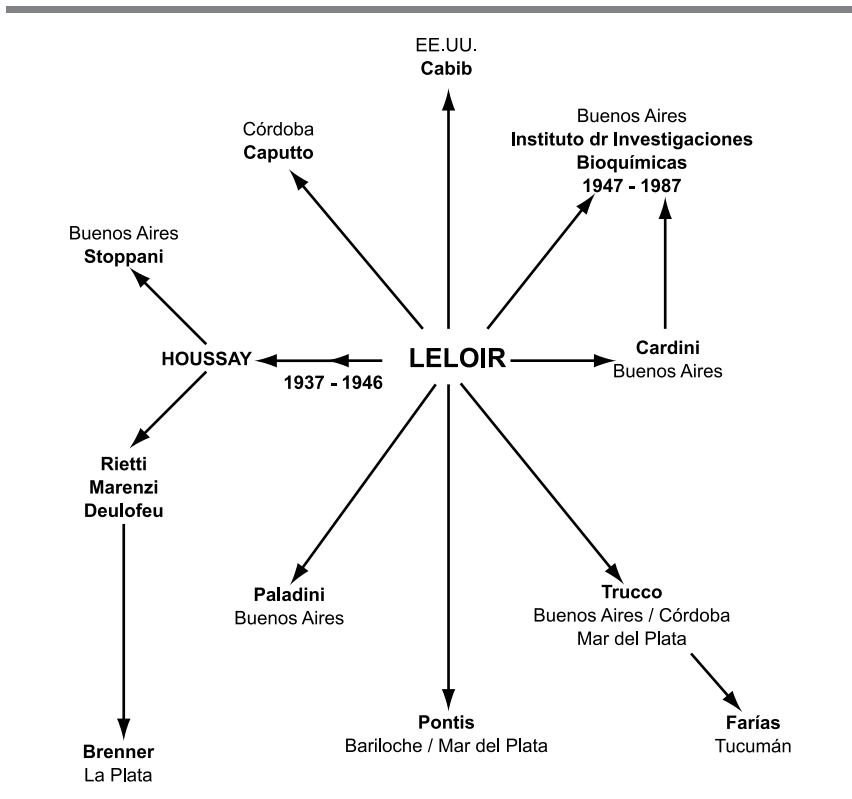 EE.UU.
Cabib
Córdoba
Caputto
Buenos Aires
Instituto dr Investigaciones
Bioquímicas
1947 - 1987
Buenos Aires
Stoppani
HOUSSAY
1937 - 1946
LELOIR
Cardini
Buenos Aires
Rietti
Marenzi
Deulofeu
Paladini
Buenos Aires
Trucco
Buenos Aires / Córdoba
Mar del Plata
Brenner
La Plata
Pontis
Bariloche / Mar del Plata
Farías
Tucumán